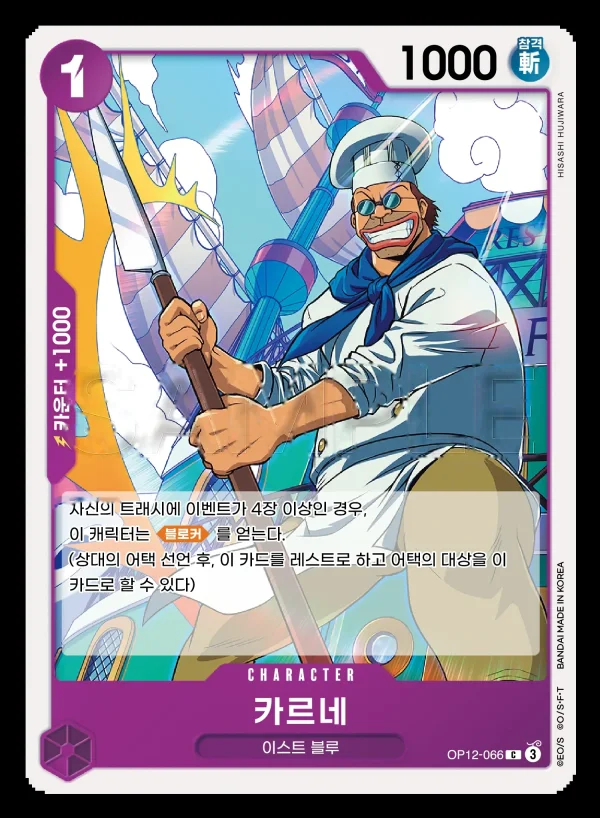 1
1000
참격
斬
HISASHI HUJIWARA
REST
F
카운터 +1000
SAMPLE
자신의 트래시에 이벤트가 4장 이상인 경우,
이 캐릭터는 블로커 를 얻는다.
(상대의 어택 선언 후, 이 카드를 레스트로 하고 어택의 대상을 이
카드로 할 수 있다)
CHARACTER
카르네
이스트 블루
OP12-066 C 3
©E.O/S ©O/S·F·T BANDAI MADE IN KOREA